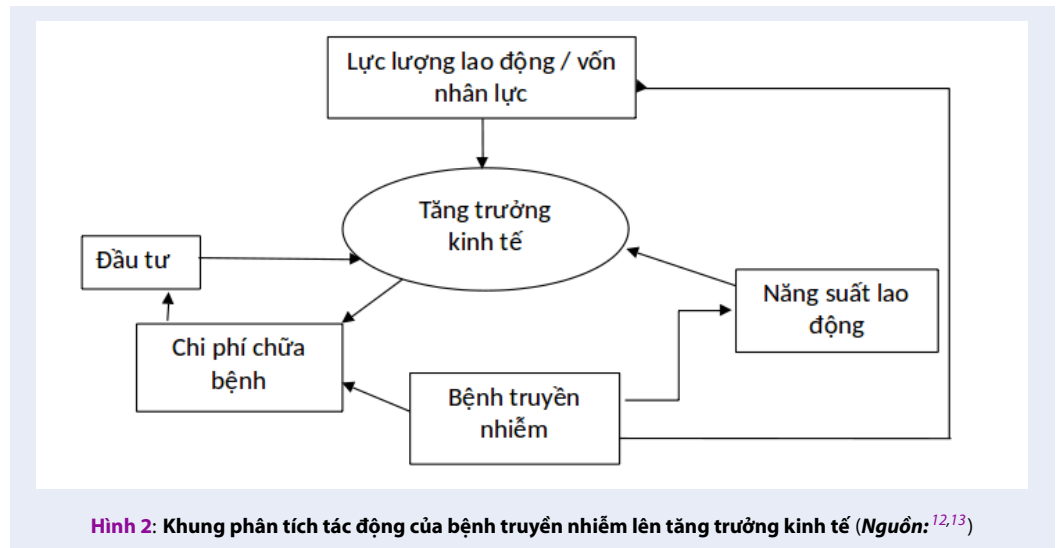 Lực lượng lao động / vốn
nhân lực
Tăng trưởng
kinh tế
Đầu tư
Năng suất lao
động
Chi phí chữa
bệnh
Bệnh truyền
nhiễm
Hình 2: Khung phân tích tác động của bệnh truyền nhiễm lên tăng trưởng kinh tế (Nguồn: 12,13)